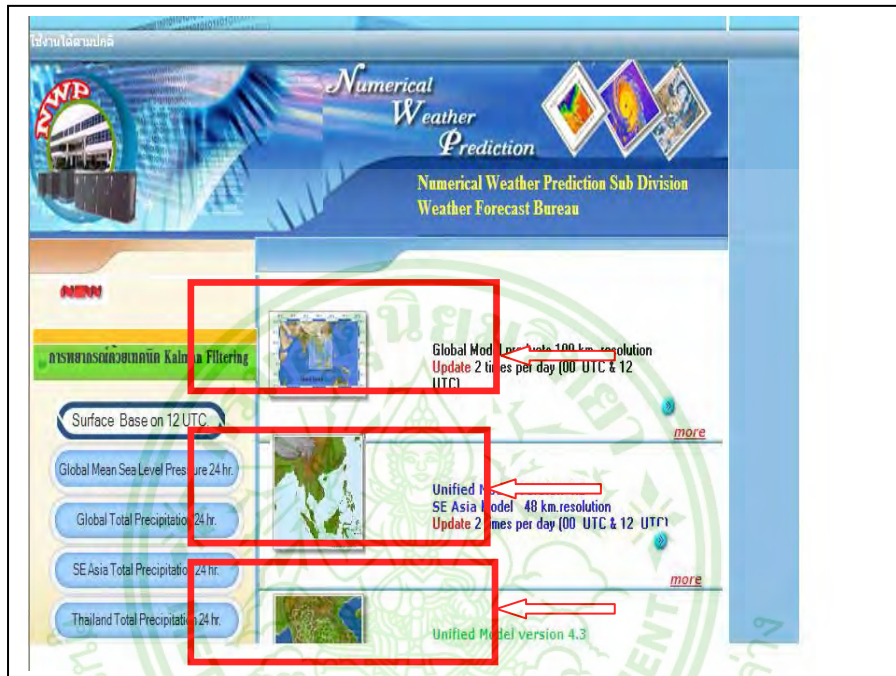 ใช้งานได้ตามปกติ
NWP
Numerical
Weather
Prediction
Numerical Weather Prediction Sub Division
Weather Forecast Bureau
NEW
การพยากรณ์ด้วยเทคนิค Kalman Filtering
Surface Base on 12 UTC.
Global Mean Sea Level Pressure 24 hr.
Global Total Precipitation 24 hr.
SE Asia Total Precipitation 24 hr.
Thailand Total Precipitation 24 hr.
Global Model products 100 km. resolution
Update 2 times per day (00 UTC & 12
UTC)
more
Unified
SE Asia Model 48 km.resolution
Update 2 times per day (00 UTC & 12 UTC)
more
Unified Model version 4.3